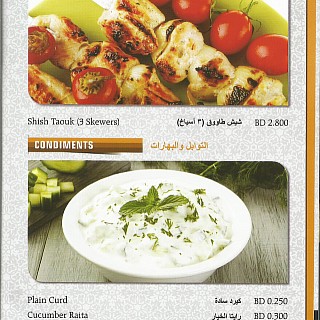 Shish Taouk (3 Skewers) شيش طاووق (٣ أسياخ) BD 2.800
CONDIMENTS التوابل والبهارات
Plain Curd كيرد سادة BD 0.250
Cucumber Raita رايتا الخيار BD 0.300